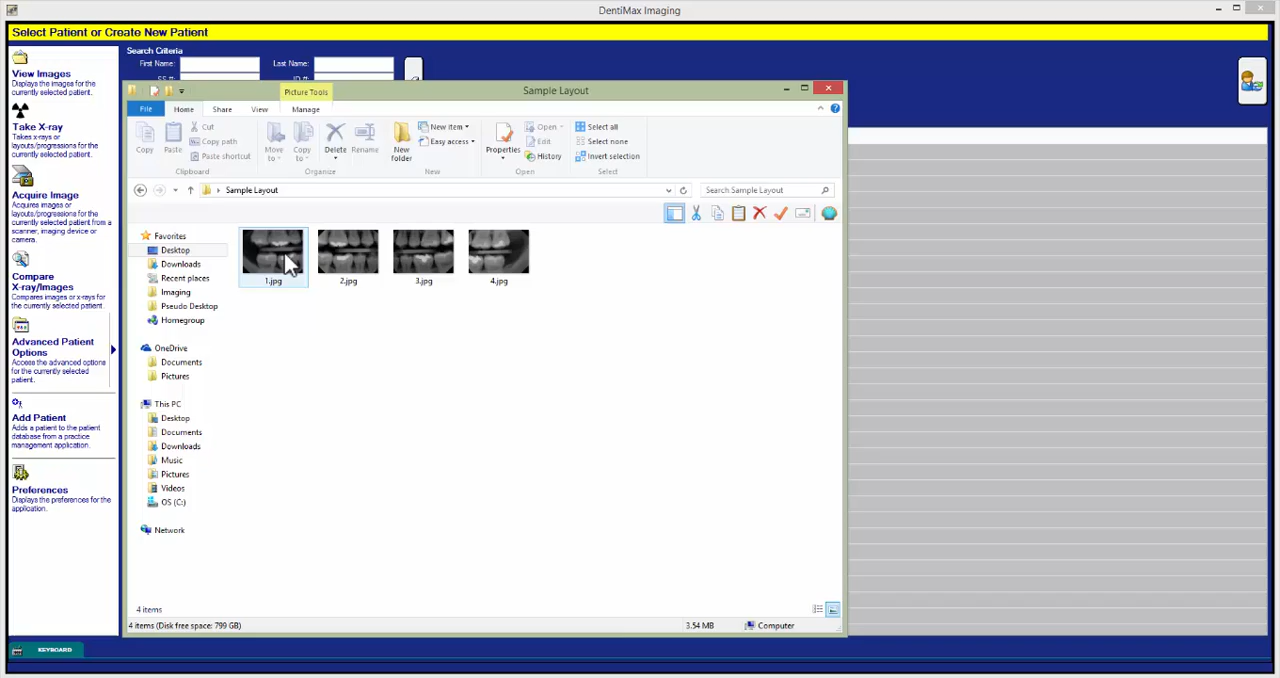 DentiMax Imaging
Select Patient or Create New Patient
View Images
Displays the images for the
currently selected patient.
Take X-ray
Takes x-rays or
layouts/progressions for the
currently selected patient.
Acquire Image
Acquires images or
layouts/progressions for the
currently selected patient from a
scanner, imaging device or
camera.
Compare
X-ray/Images
Compares images or x-rays for
the currently selected patient.
Advanced Patient
Options
Access the advanced options
for the currently selected
patient.
Add Patient
Adds a patient to the patient
database from a practice
management application.
Preferences
Displays the preferences for the
application.
KEYBOARD
Search Criteria
First Name:
Last Name:
SS #:
ID #:
Picture Tools
Sample Layout
File
Home
Share
View
Manage
Copy
Paste
Cut
Copy path
Paste shortcut
Clipboard
Move
to
Copy
to
Delete
Rename
Organize
New
folder
New item
Easy access
New
Properties
Open
Edit
History
Open
Select all
Select none
Invert selection
Select
Sample Layout
Search Sample Layout
Favorites
Desktop
Downloads
Recent places
Imaging
Pseudo Desktop
Homegroup
OneDrive
Documents
Pictures
This PC
Desktop
Documents
Downloads
Music
Pictures
Videos
OS (C:)
Network
1.jpg
2.jpg
3.jpg
4.jpg
4 items
4 items (Disk free space: 799 GB)
3.54 MB
Computer